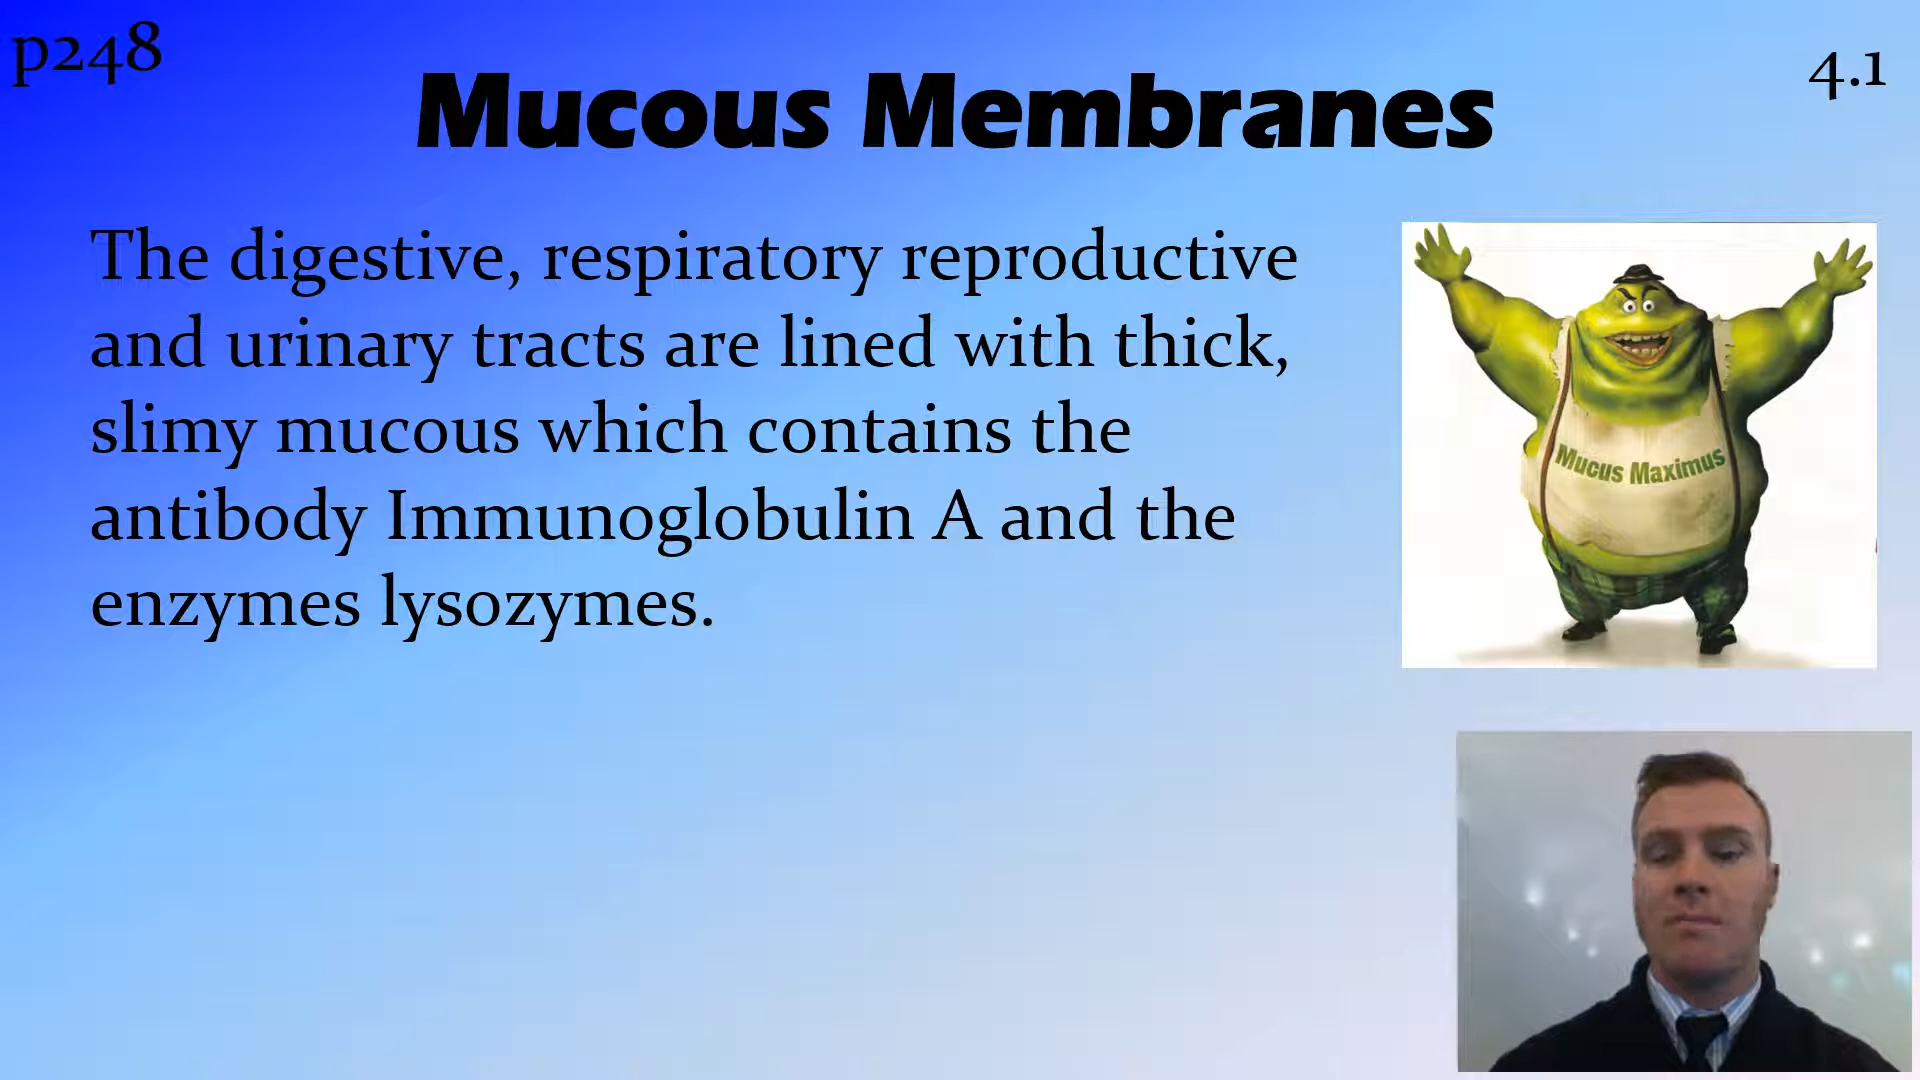 p248
4.1
Mucous Membranes
The digestive, respiratory reproductive
and urinary tracts are lined with thick,
slimy mucous which contains the
antibody Immunoglobulin A and the
enzymes lysozymes.
Mucus Maximus